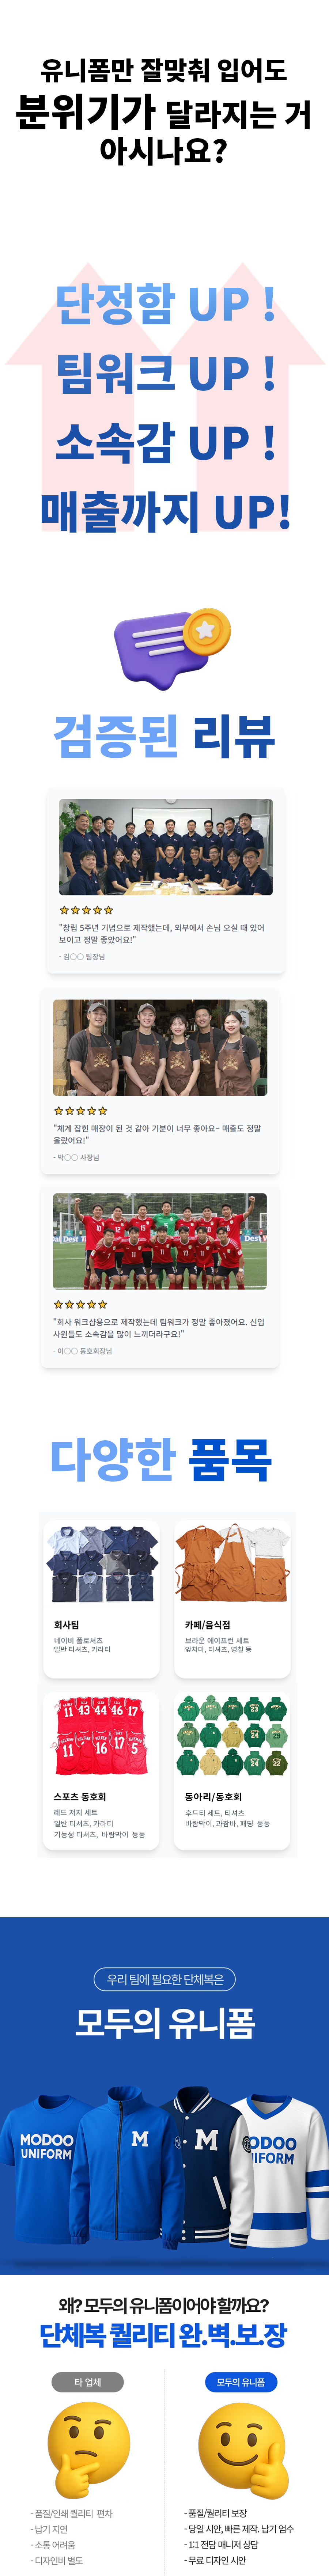 유니폼만 잘맞춰 입어도
분위기가 달라지는 거
아시나요?
단정함 UP !
팀워크 UP !
소속감 UP !
매출까지 UP!
검증된 리뷰
"창립 5주년 기념으로 제작했는데, 외부에서 손님 오실 때 있어
보이고 정말 좋았어요!"
- 김○○ 팀장님
"체계 잡힌 매장이 된 것 같아 기분이 너무 좋아요~ 매출도 정말
올랐어요!"
- 박○○ 사장님
"회사 워크샵용으로 제작했는데 팀워크가 정말 좋아졌어요. 신입
사원들도 소속감을 많이 느끼더라구요!"
- 이○○ 동호회장님
다양한 품목
회사팀
네이비 폴로셔츠
일반 티셔츠, 카라티
카페/음식점
브라운 에이프런 세트
앞치마, 티셔츠, 명찰 등
11 43 44 46 17
11 16 17 5
스포츠 동호회
레드 저지 세트
일반 티셔츠, 카라티
기능성 티셔츠, 바람막이 등등
23
24
24 22
동아리/동호회
후드티 세트, 티셔츠
바람막이, 과잠바, 패딩 등등
우리 팀에 필요한 단체복은
모두의 유니폼
MODOO
UNIFORM
M
M
ODOO
NIFORM
왜? 모두의 유니폼이어야 할까요?
단체복 퀄리티 완.벽.보.장
타 업체
모두의 유니폼
- 품질/인쇄 퀄리티 편차
- 납기 지연
- 소통 어려움
- 디자인비 별도
- 품질/퀄리티 보장
- 당일 시안, 빠른 제작. 납기 엄수
- 1:1 전담 매니저 상담
- 무료 디자인 시안